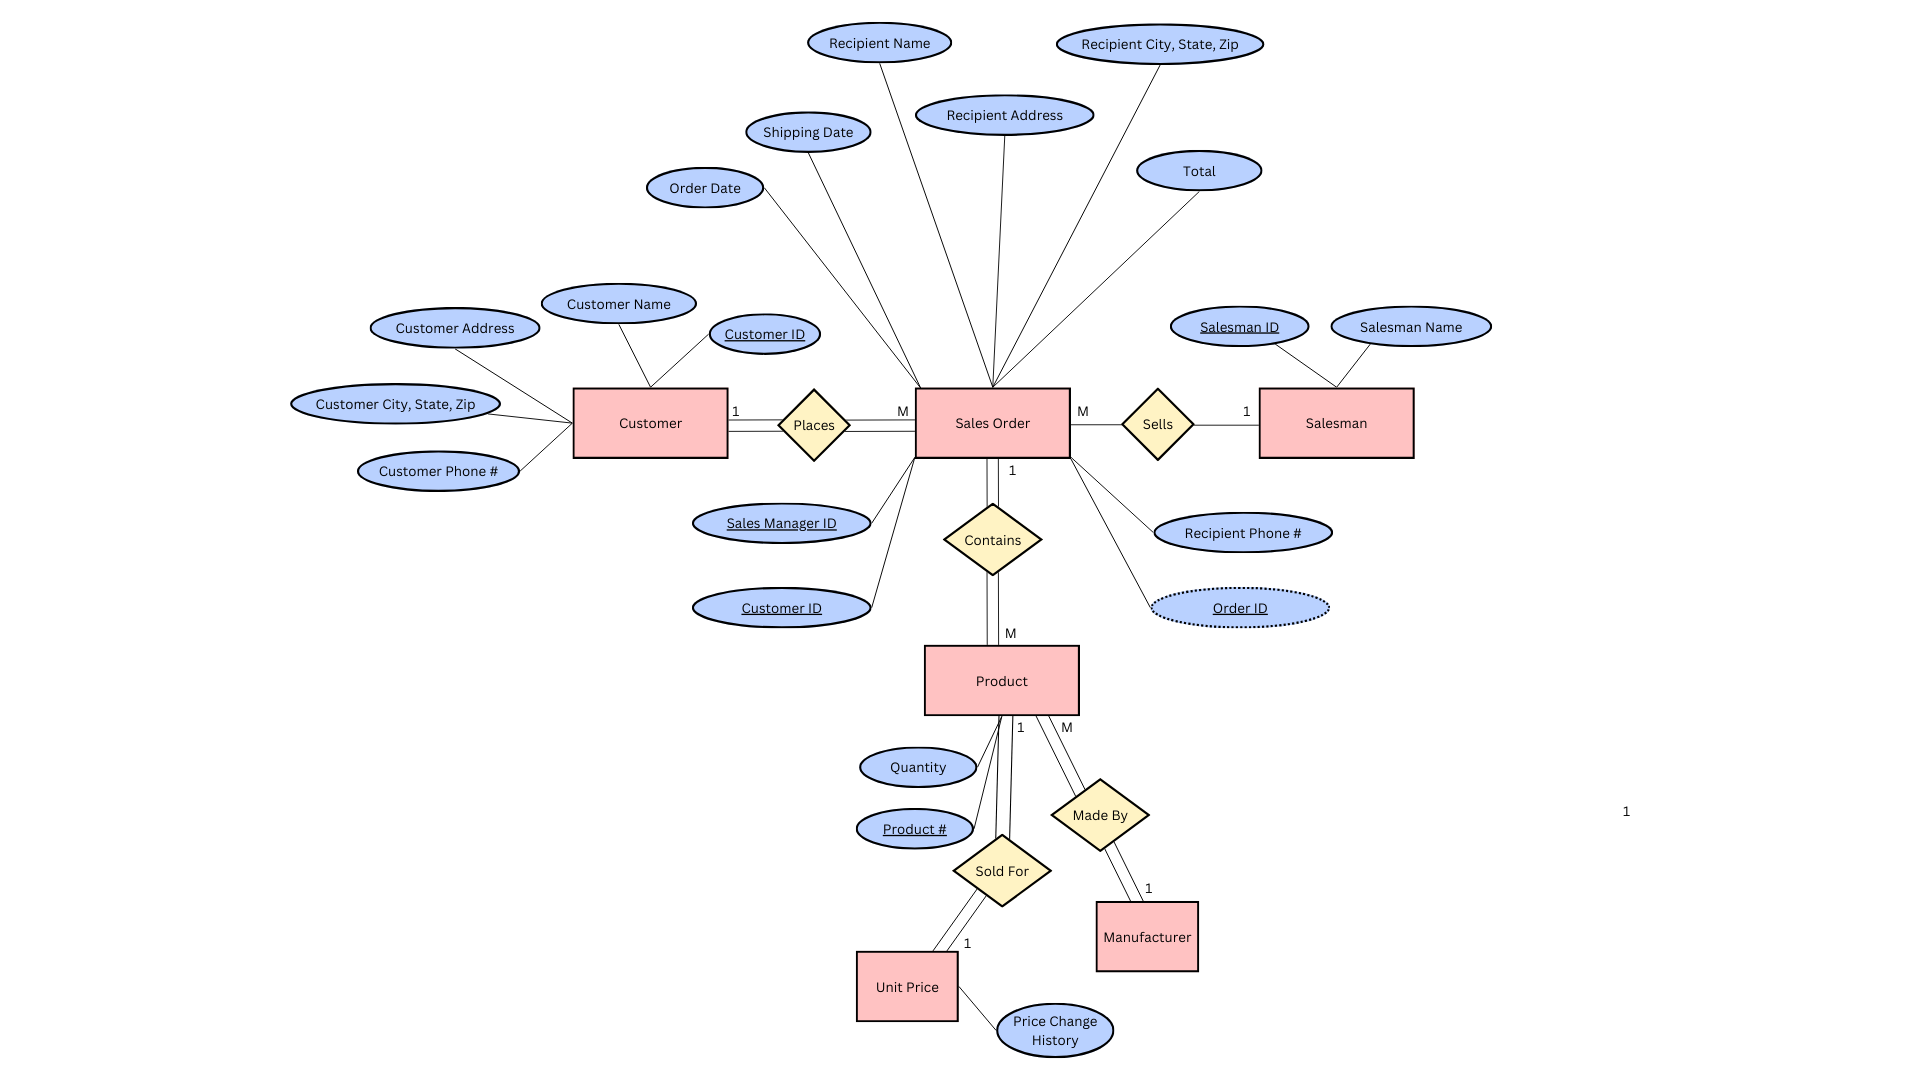 Recipient Name
Recipient City, State, Zip
Recipient Address
Shipping Date
Total
Order Date
Customer Name
Customer Address
Customer ID
Salesman ID
Salesman Name
Customer City, State, Zip
1
M
M
1
Customer
Places
Sales Order
Sells
Salesman
Customer Phone #
1
Sales Manager ID
Contains
Recipient Phone #
Customer ID
Order ID
M
Product
1
M
Quantity
1
Made By
Product #
Sold For
1
Manufacturer
1
Unit Price
Price Change
History